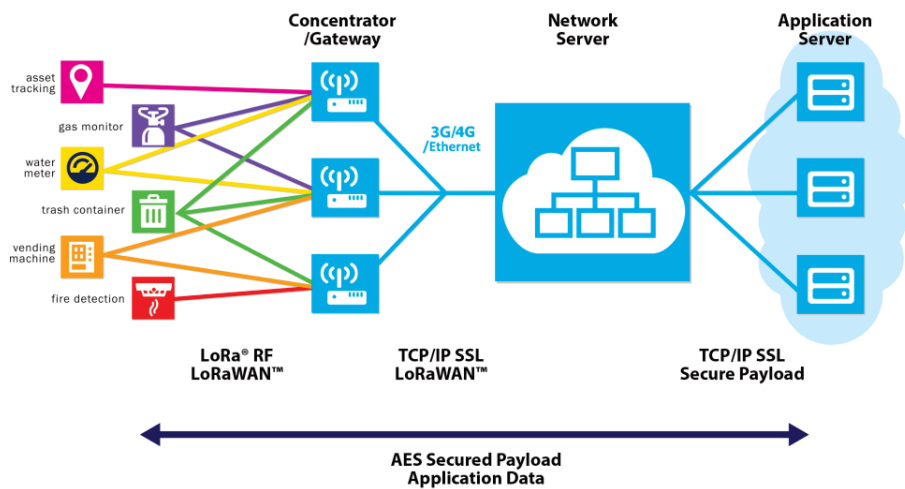 Concentrator
/Gateway
Network
Server
Application
Server
asset
tracking
gas monitor
water
meter
trash container
vending
machine
fire detection
3G/4G
/Ethernet
LoRa® RF
LoRaWAN™
TCP/IP SSL
LoRaWAN™
TCP/IP SSL
Secure Payload
AES Secured Payload
Application Data